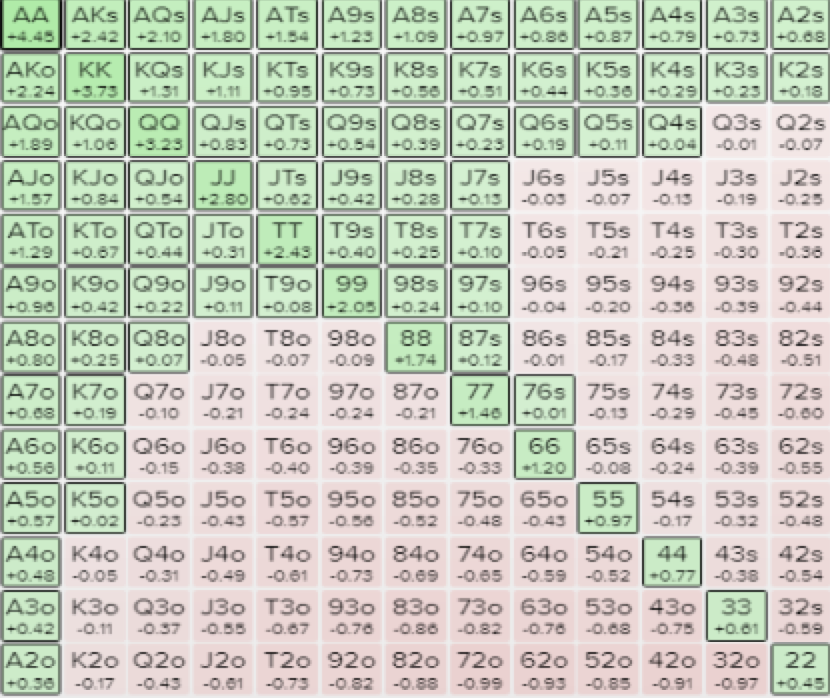 AA AKs AQs AJs ATs A9s A8s A7s A6s A5s A4s A3s A2s
+4.45 +2.42 +2.10 +1.80 +1.54 +1.23 +1.09 +0.97 +0.86 +0.87 +0.79 +0.73 +0.68
AKo KK KQs KJs KTs K9s K8s K7s K6s K5s K4s K3s K2s
+2.24 +3.73 +1.31 +1.11 +0.95 +0.73 +0.56 +0.51 +0.44 +0.36 +0.29 +0.23 +0.18
AQo KQo QQ QJs QTs Q9s Q8s Q7s Q6s Q5s Q4s Q3s Q2s
+1.89 +1.06 +3.23 +0.83 +0.73 +0.54 +0.39 +0.23 +0.19 +0.11 +0.04 -0.01 -0.07
AJo KJo QJo JJ JTs J9s J8s J7s J6s J5s J4s J3s J2s
+1.57 +0.84 +0.54 +2.80 +0.62 +0.42 +0.28 +0.13 -0.03 -0.07 -0.13 -0.19 -0.25
ATo KTo QTo JTo TT T9s T8s T7s T6s T5s T4s T3s T2s
+1.29 +0.67 +0.44 +0.31 +2.43 +0.40 +0.25 +0.10 -0.05 -0.21 -0.25 -0.30 -0.36
A9o K9o Q9o J9o T9o 99 98s 97s 96s 95s 94s 93s 92s
+0.96 +0.42 +0.22 +0.11 +0.08 +2.05 +0.24 +0.10 -0.04 -0.20 -0.36 -0.39 -0.44
A8o K8o Q8o J8o T8o 98o 88 87s 86s 85s 84s 83s 82s
+0.80 +0.25 +0.07 -0.05 -0.07 -0.09 +1.74 +0.12 -0.01 -0.17 -0.33 -0.48 -0.51
A7o K7o Q7o J7o T7o 97o 87o 77 76s 75s 74s 73s 72s
+0.68 +0.19 -0.10 -0.21 -0.24 -0.24 -0.21 +1.46 +0.01 -0.13 -0.29 -0.45 -0.60
A6o K6o Q6o J6o T6o 96o 86o 76o 66 65s 64s 63s 62s
+0.56 +0.11 -0.15 -0.38 -0.40 -0.39 -0.35 -0.33 +1.20 -0.08 -0.24 -0.39 -0.55
A5o K5o Q5o J5o T5o 95o 85o 75o 65o 55 54s 53s 52s
+0.57 +0.02 -0.23 -0.43 -0.57 -0.56 -0.52 -0.48 -0.43 +0.97 -0.17 -0.32 -0.48
A4o K4o Q4o J4o T4o 94o 84o 74o 64o 54o 44 43s 42s
+0.48 -0.05 -0.31 -0.49 -0.61 -0.73 -0.69 -0.65 -0.59 -0.52 +0.77 -0.38 -0.54
A3o K3o Q3o J3o T3o 93o 83o 73o 63o 53o 43o 33 32s
+0.42 -0.11 -0.37 -0.55 -0.67 -0.76 -0.86 -0.82 -0.76 -0.68 -0.75 +0.61 -0.59
A2o K2o Q2o J2o T2o 92o 82o 72o 62o 52o 42o 32o 22
+0.36 -0.17 -0.43 -0.61 -0.73 -0.82 -0.88 -0.99 -0.93 -0.85 -0.91 -0.97 +0.45